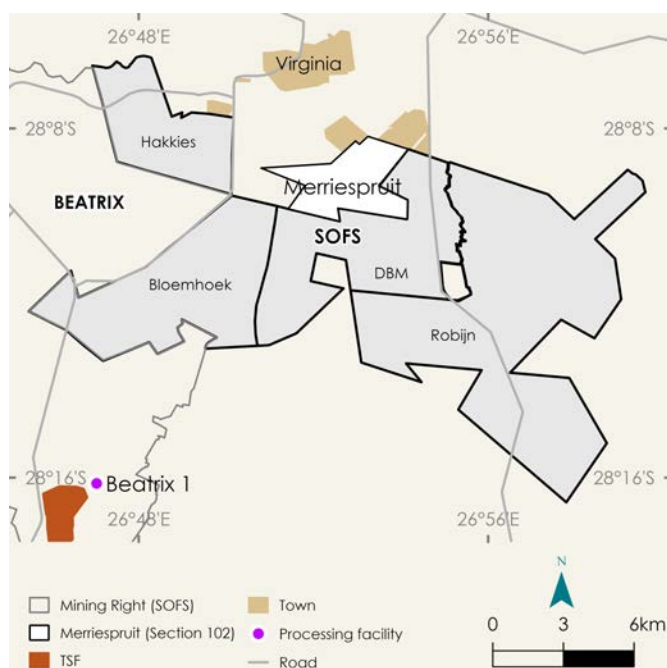 26°48'E
26°56'E
Virginia
28°8'S
28°8'S
Hakkies
Merriespruit
BEATRIX
SOFS
Bloemhoek
DBM
Robijn
28°16'S
28°16'S
Beatrix 1
26°48'E
26°56'E
N
Mining Right (SOFS)
Town
Merriespruit (Section 102)
Processing facility
TSF
Road
0 3 6km